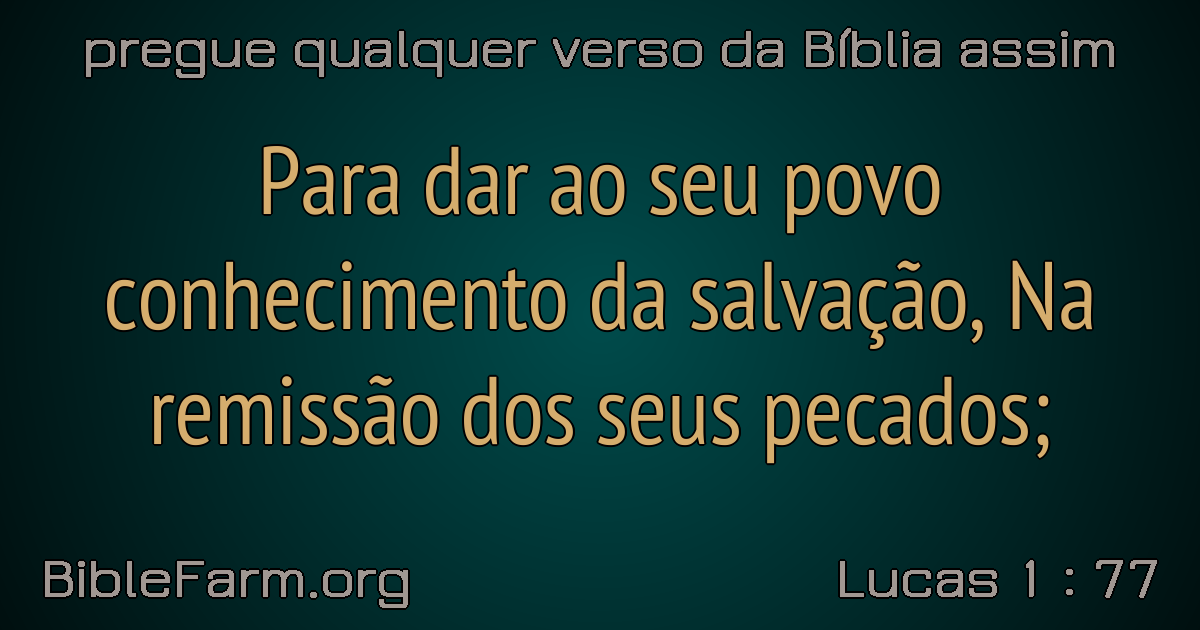 pregue qualquer verso da Bíblia assim
Para dar ao seu povo
conhecimento da salvação, Na
remissão dos seus pecados;
BibleFarm.org
Lucas 1 : 77